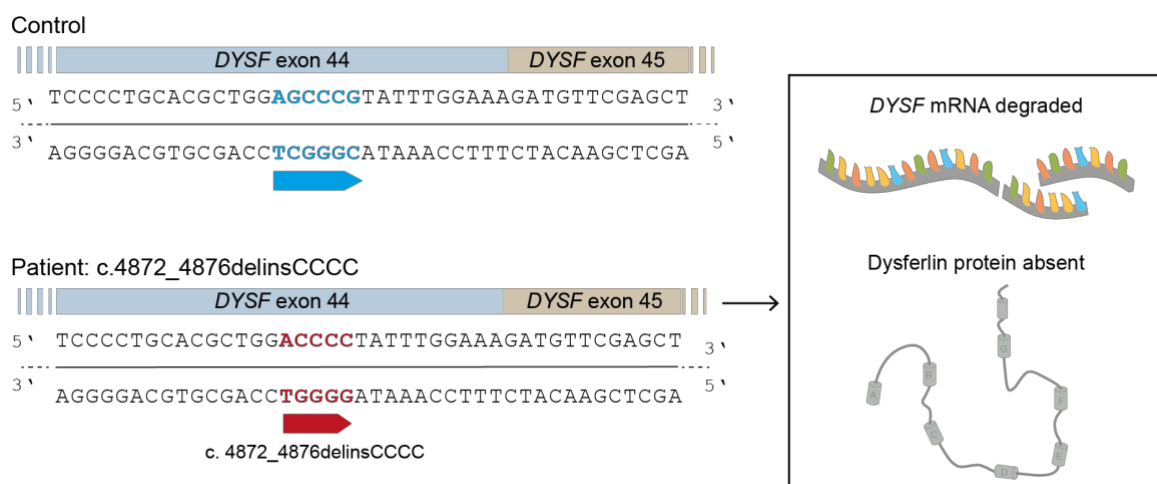 Control
DYSF exon 44 DYSF exon 45
5 ‘ TCCCCTGCACGCTGGAGCCCGTATTTGGAAAGATGTTCGAGCT 3 ‘
3 ‘ AGGGGACGTGCGACCTCGGGCATAAACCTTTCTACAAGCTCGA 5 ‘
Patient: c.4872_4876delinsCCCC
DYSF exon 44 DYSF exon 45
5 ‘ TCCCCTGCACGCTGGACCCCTATTTGGAAAGATGTTCGAGCT 3 ‘
3 ‘ AGGGGACGTGCGACCTGGGGATAAACCTTTCTACAAGCTCGA 5 ‘
c. 4872_4876delinsCCCC
DYSF mRNA degraded
Dysferlin protein absent
G
B
A
F
C
E
D